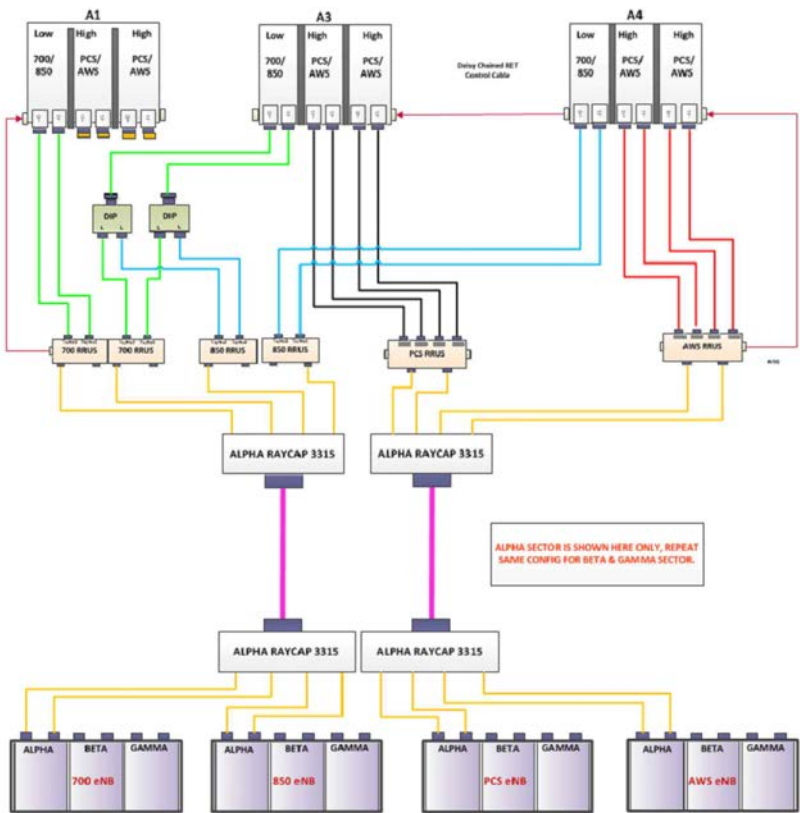 A1
A3
A4
Low
High
High
700/
850
PCS/
AWS
PCS/
AWS
Low
High
High
700/
850
PCS/
AWS
PCS/
AWS
Low
High
High
700/
850
PCS/
AWS
PCS/
AWS
Daisy Chained RET
Control Cable
DIP
DIP
L L
L L
700 RRUS
700 RRUS
850 RRUS
850 RRUS
PCS RRUS
AWS RRUS
ALPHA RAYCAP 3315
ALPHA RAYCAP 3315
ALPHA SECTOR IS SHOWN HERE ONLY, REPEAT
SAME CONFIG FOR BETA & GAMMA SECTOR.
ALPHA RAYCAP 3315
ALPHA RAYCAP 3315
ALPHA
BETA
GAMMA
700 eNB
ALPHA
BETA
GAMMA
850 eNB
ALPHA
BETA
GAMMA
PCS eNB
ALPHA
BETA
GAMMA
AWS eNB